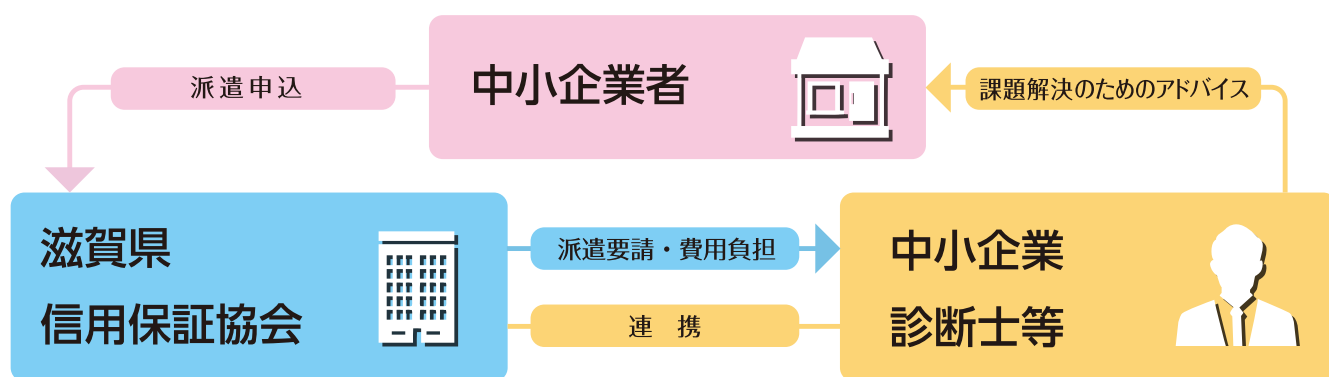 中小企業者
派遣申込
課題解決のためのアドバイス
滋賀県
信用保証協会
派遣要請・費用負担
連 携
中小企業
診断士等